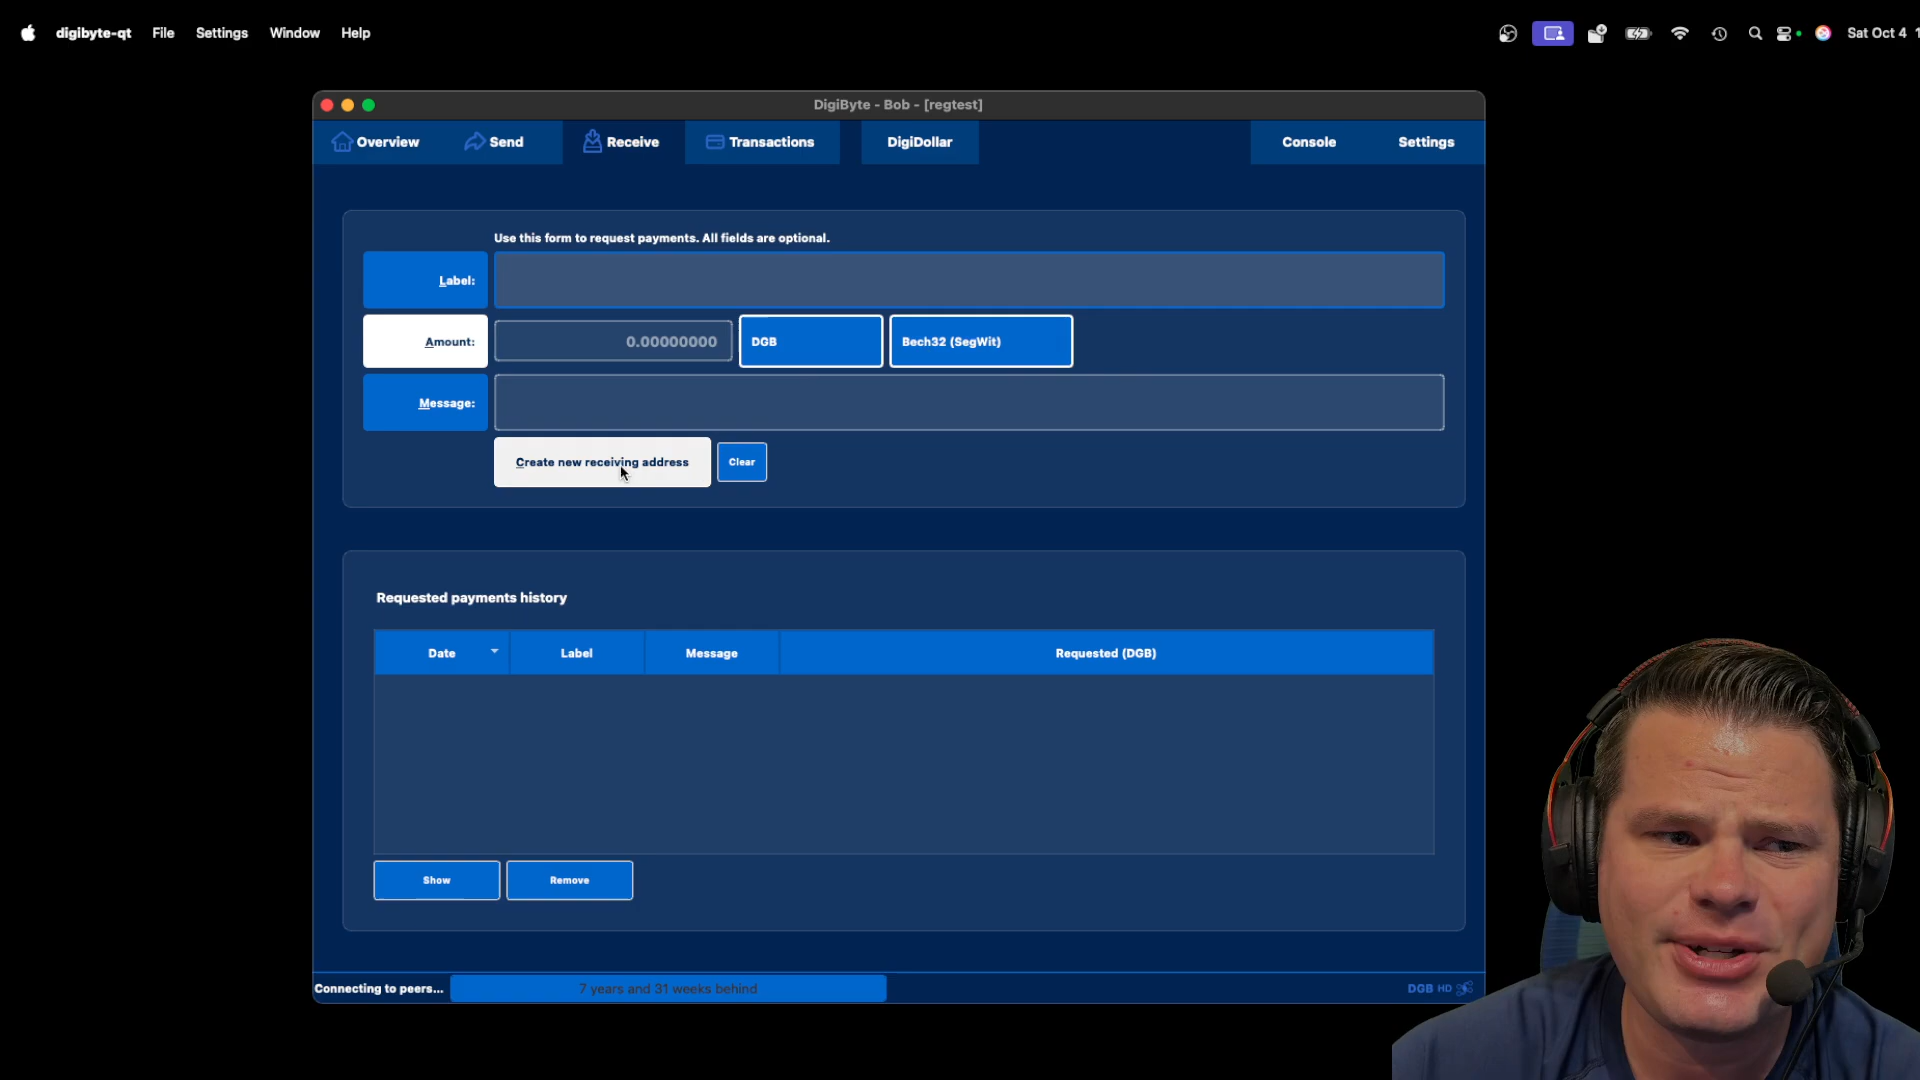 digibyte-qt File Settings Window Help Sat Oct 4 1
DigiByte - Bob - [regtest]
Overview Send Receive Transactions DigiDollar Console Settings
Use this form to request payments. All fields are optional.
Label:
Amount: 0.00000000 DGB Bech32 (SegWit)
Message:
Create new receiving address Clear
Requested payments history
Date Label Message Requested (DGB)
Show Remove
Connecting to peers... 7 years and 31 weeks behind DGB HD